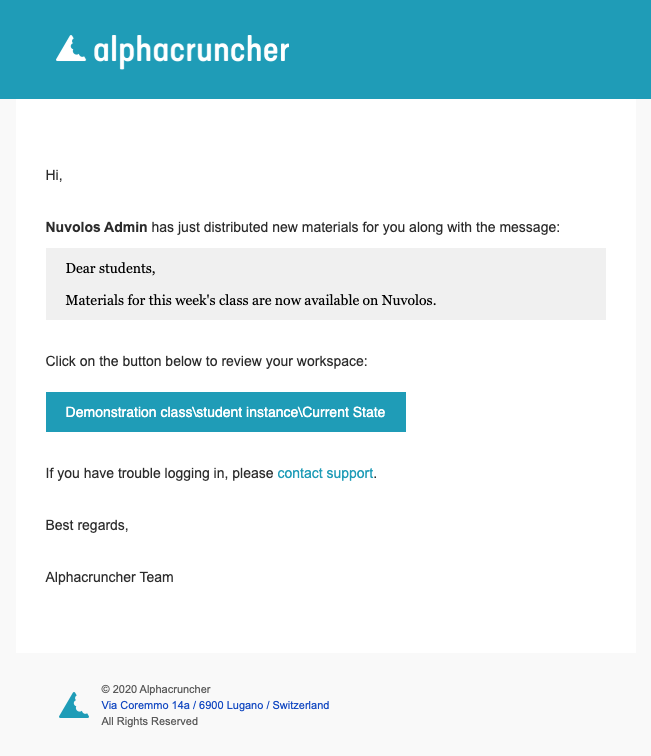 alphacruncher
Hi,
Nuvolos Admin has just distributed new materials for you along with the message:
Dear students,
Materials for this week's class are now available on Nuvolos.
Click on the button below to review your workspace:
Demonstration class\student instance\Current State
If you have trouble logging in, please contact support.
Best regards,
Alphacruncher Team
© 2020 Alphacruncher
Via Coremmo 14a / 6900 Lugano / Switzerland
All Rights Reserved